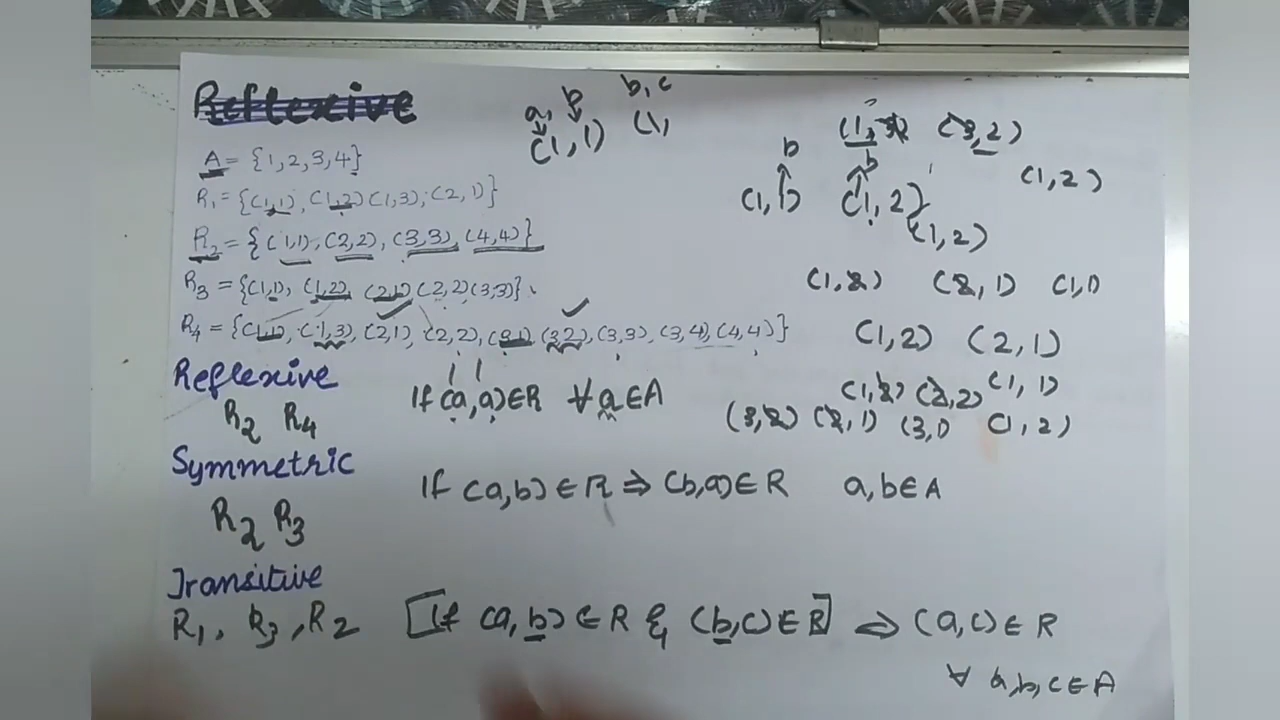 Reflexive
A = {1,2,3,4}
R₁ = {(1,1), (1,2) (1,3), (2,1)}
R₂ = {(1,1), (2,2), (3,3), (4,4)}
R₃ = {(1,1), (1,2), (2,1) (2,2) (3,3)}
R₄ = {(1,1), (1,3), (2,1), (2,2), (3,1) (3,2), (3,3), (3,4), (4,4)}
a, b b, c
(1,1) (1,
(3,2)
b b
(1,1) (1,2) (1,2)
(1,2)
(1,2) (2,1) (1,1)
(1,2) (2,1)
(1,2) (2,2) (1,1)
(3,2) (2,1) (3,1) (1,2)
Reflexive If (a,a) ∈ R ∀ a ∈ A
R₂ R₄
Symmetric If (a,b) ∈ R ⇒ (b,a) ∈ R a,b ∈ A
R₂ R₃
Transitive
R₁, R₃, R₂ [If (a,b) ∈ R & (b,c) ∈ R] ⇒ (a,c) ∈ R
∀ a,b,c ∈ A